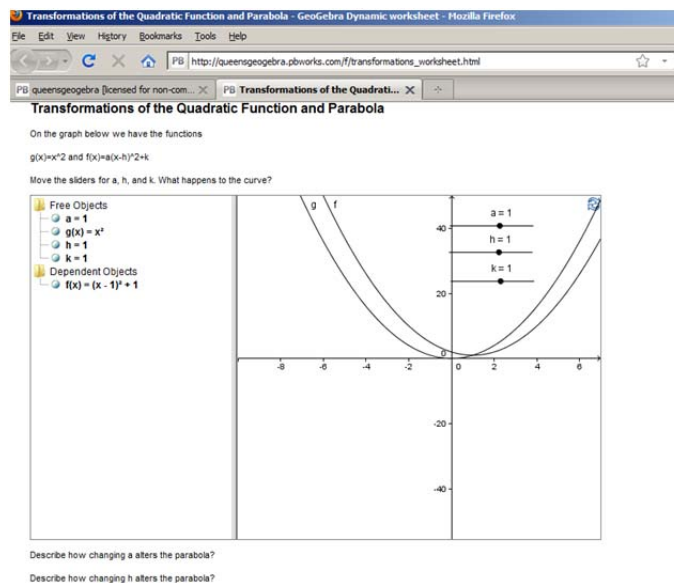 Transformations of the Quadratic Function and Parabola - GeoGebra Dynamic worksheet - Mozilla Firefox
File Edit View History Bookmarks Tools Help
PB http://queensgeogebra.pbworks.com/f/transformations_worksheet.html
PB queensgeogebra [licensed for non-com... PB Transformations of the Quadrati...
Transformations of the Quadratic Function and Parabola
On the graph below we have the functions
g(x)=x^2 and f(x)=a(x-h)^2+k
Move the sliders for a, h, and k. What happens to the curve?
Free Objects
a = 1
g(x) = x²
h = 1
k = 1
Dependent Objects
f(x) = (x - 1)² + 1
g f
a = 1
h = 1
k = 1
40
20
0
-8 -6 -4 -2 0 2 4 6
-20
-40
Describe how changing a alters the parabola?
Describe how changing h alters the parabola?